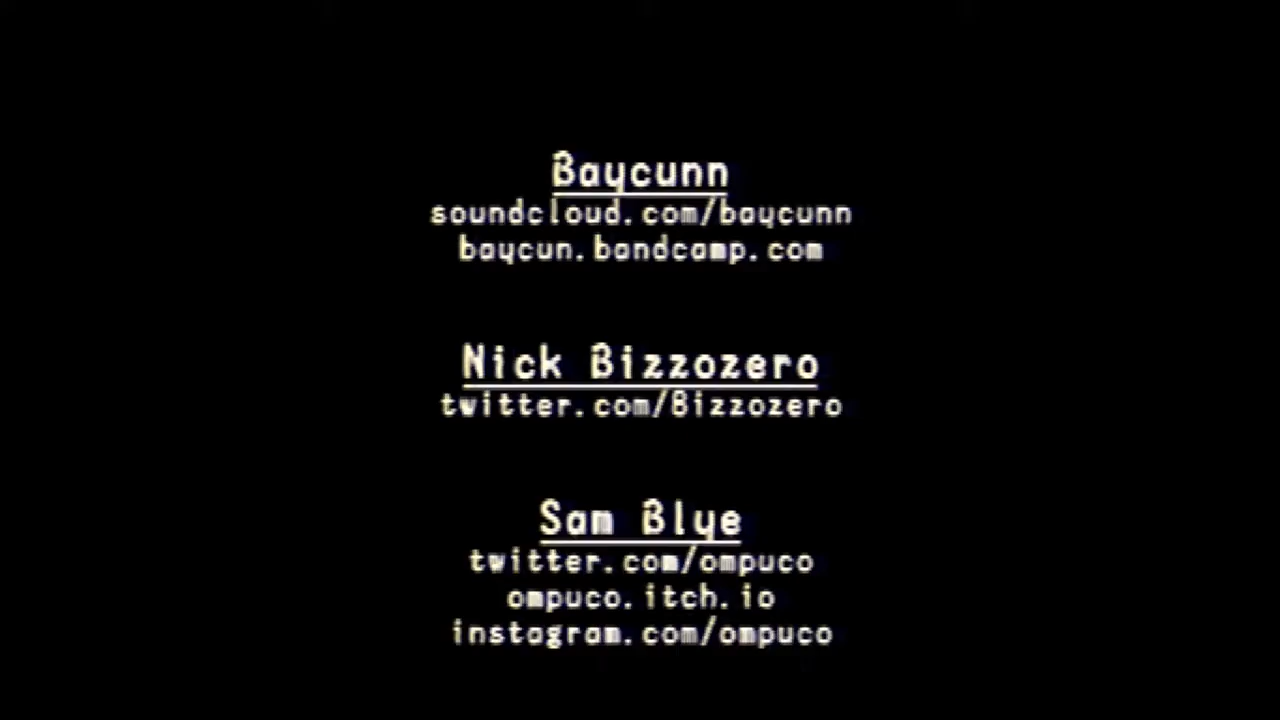 Baycunn
soundcloud.com/baycunn
baycun.bandcamp.com
Nick Bizzozero
twitter.com/Bizzozero
Sam Blye
twitter.com/ompuco
ompuco.itch.io
instagram.com/ompuco